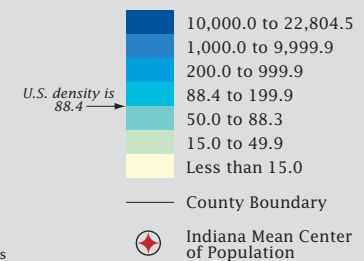 10,000.0 to 22,804.5
1,000.0 to 9,999.9
200.0 to 999.9
U.S. density is
88.4
88.4 to 199.9
50.0 to 88.3
15.0 to 49.9
Less than 15.0
County Boundary
Indiana Mean Center
of Population
s